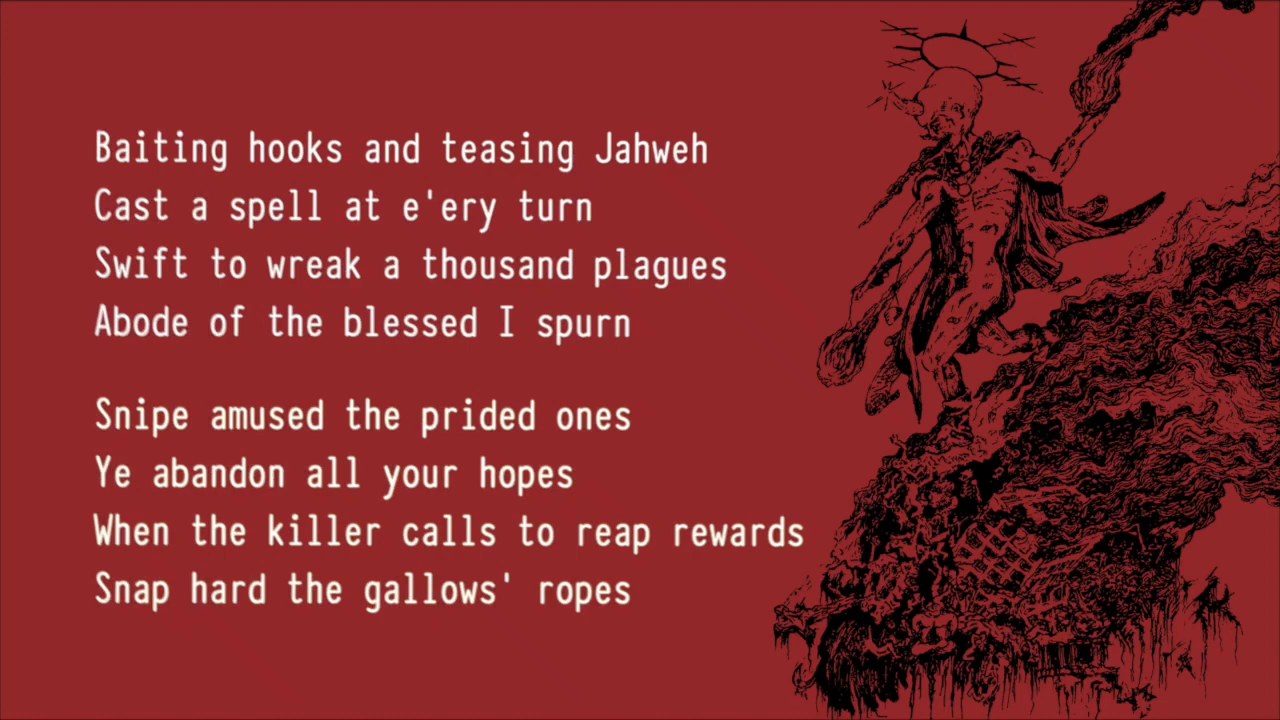 Baiting hooks and teasing Jahweh
Cast a spell at e'ery turn
Swift to wreak a thousand plagues
Abode of the blessed I spurn
Snipe amused the prided ones
Ye abandon all your hopes
When the killer calls to reap rewards
Snap hard the gallows' ropes